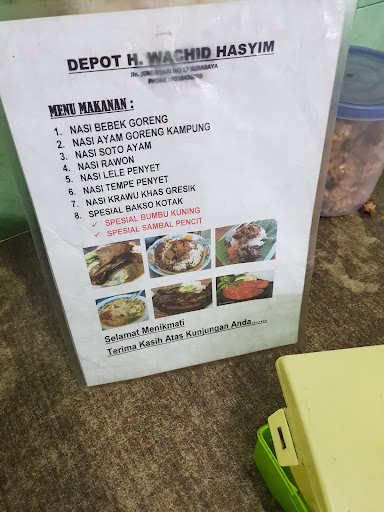 DEPOT H. WACHID HASYIM
SURABAYA
MENU MAKANAN :
1. NASI BEBEK GORENG
2. NASI AYAM GORENG KAMPUNG
3. NASI SOTO AYAM
4. NASI RAWON
5. NASI LELE PENYET
6. NASI TEMPE PENYET
7. NASI KRAWU KHAS GRESIK
8. SPESIAL BAKSO KOTAK
✓ SPESIAL BUMBU KUNING
✓ SPESIAL SAMBAL PENCIT
Selamat Menikmati
Terima Kasih Atas Kunjungan Anda.......